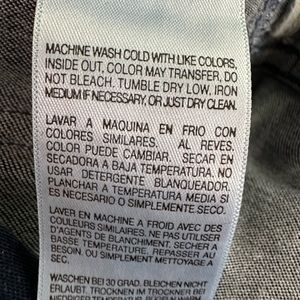 MACHINE WASH COLD WITH LIKE COLORS,
INSIDE OUT, COLOR MAY TRANSFER, DO
NOT BLEACH. TUMBLE DRY LOW, IRON
MEDIUM IF NECESSARY, OR JUST DRY CLEAN.
LAVAR A MAQUINA EN FRIO CON
COLORES SIMILARES. AL REVES.
COLOR PUEDE CAMBIAR. SECAR EN
SECADORA A BAJA TEMPERATURA. NO
USAR DETERGENTE BLANQUEADOR.
PLANCHAR A TEMPERATURA MEDIA SI
ES NECESARIO O SIMPLEMENTE.SECO.
LAVER EN MACHINE A FROID AVEC DES
COULEURS SIMILAIRES. NE PAS UTILISER
D'AGENTS DE BLANCHIMENT. SECHER A
BASSE TEMPERATURE. REPASSER AU
BESOIN, OU SIMPLEMENT METTOYAGE A
SEC.
WASCHEN BEI 30 GRAD. BLEICHEN NICHT
ERLAUBT. TROCKNEN IM TROCKNER IM